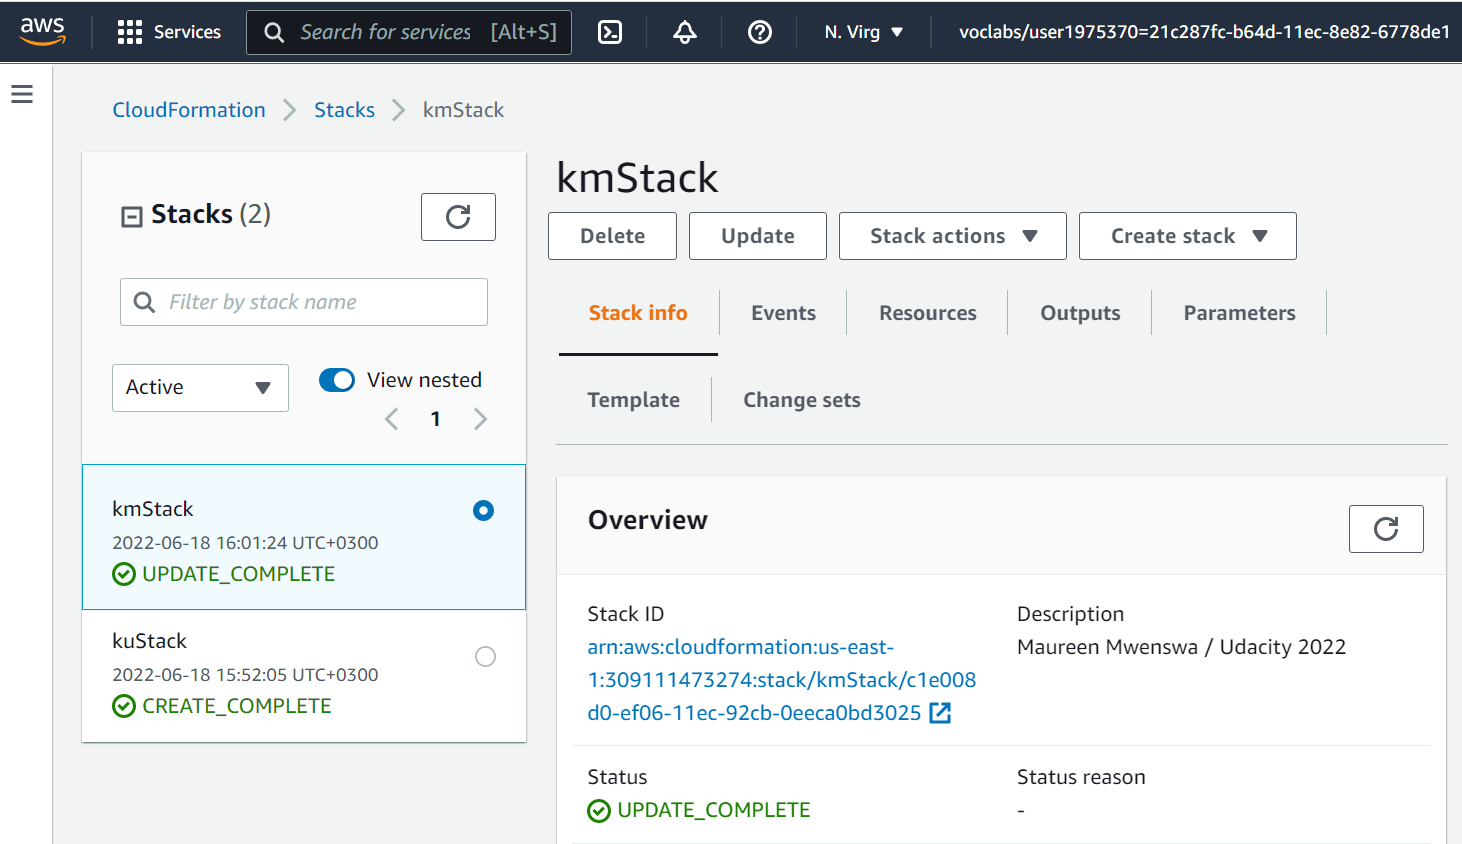 aws
Services
Search for services [Alt+S]
N. Virg
voclabs/user1975370=21c287fc-b64d-11ec-8e82-6778de1
CloudFormation
Stacks
kmStack
Stacks (2)
Filter by stack name
Active
View nested
1
kmStack
2022-06-18 16:01:24 UTC+0300
UPDATE_COMPLETE
kuStack
2022-06-18 15:52:05 UTC+0300
CREATE_COMPLETE
kmStack
Delete
Update
Stack actions
Create stack
Stack info
Events
Resources
Outputs
Parameters
Template
Change sets
Overview
Stack ID
arn:aws:cloudformation:us-east-
1:309111473274:stack/kmStack/c1e008
d0-ef06-11ec-92cb-0eeca0bd3025
Description
Maureen Mwenswa / Udacity 2022
Status
UPDATE_COMPLETE
Status reason
-